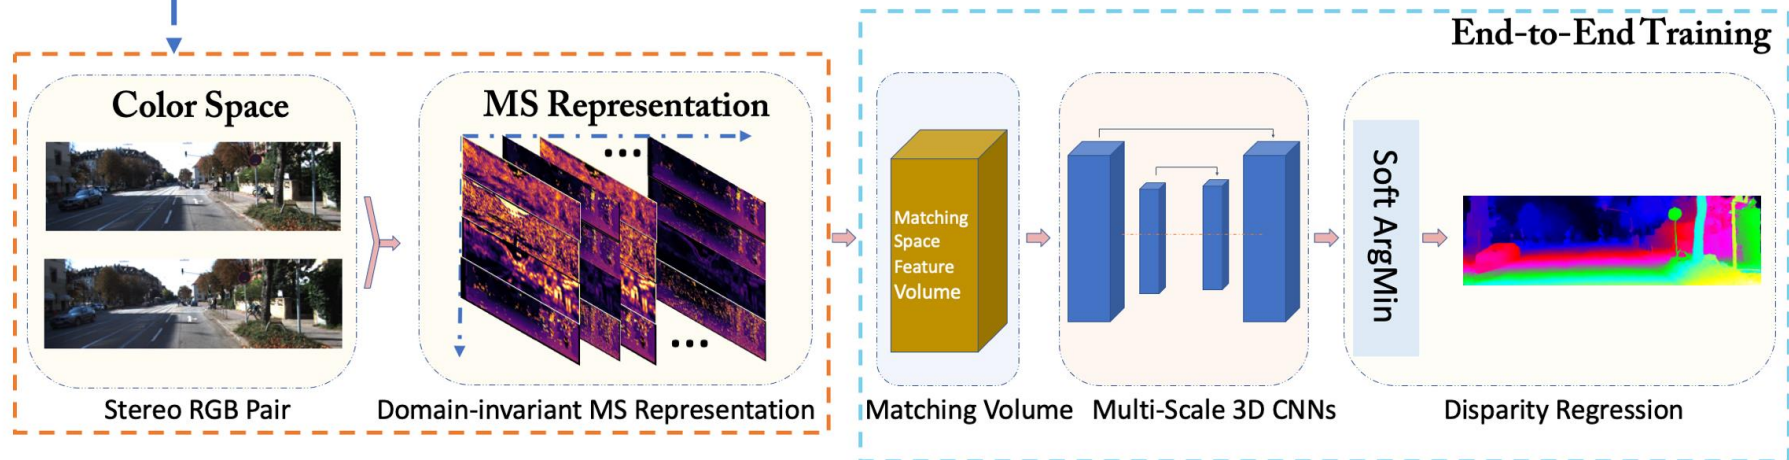 End-to-End Training
Color Space
MS Representation
...
Matching
Space
Feature
Volume
Soft ArgMin
...
Stereo RGB Pair
Domain-invariant MS Representation
Matching Volume
Multi-Scale 3D CNNs
Disparity Regression